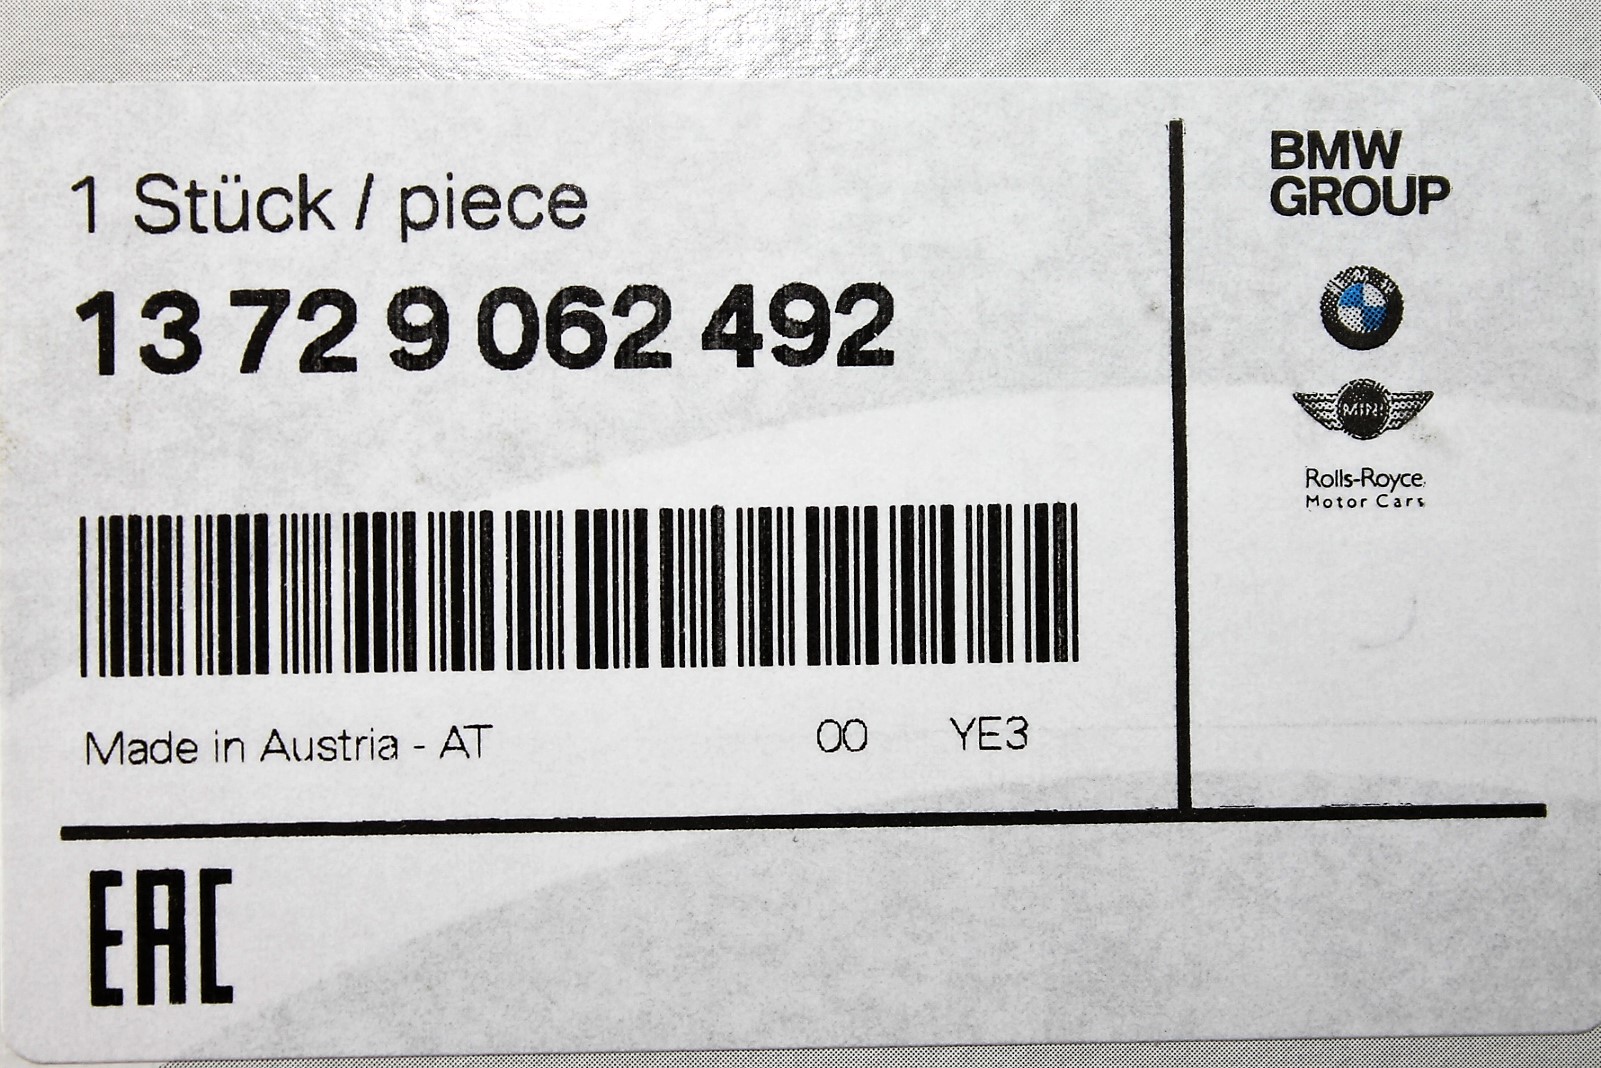 1 Stück / piece
13 72 9 062 492
Made in Austria - AT 00 YE3
EAC
BMW
GROUP
BMW
MINI
Rolls-Royce
Motor Cars